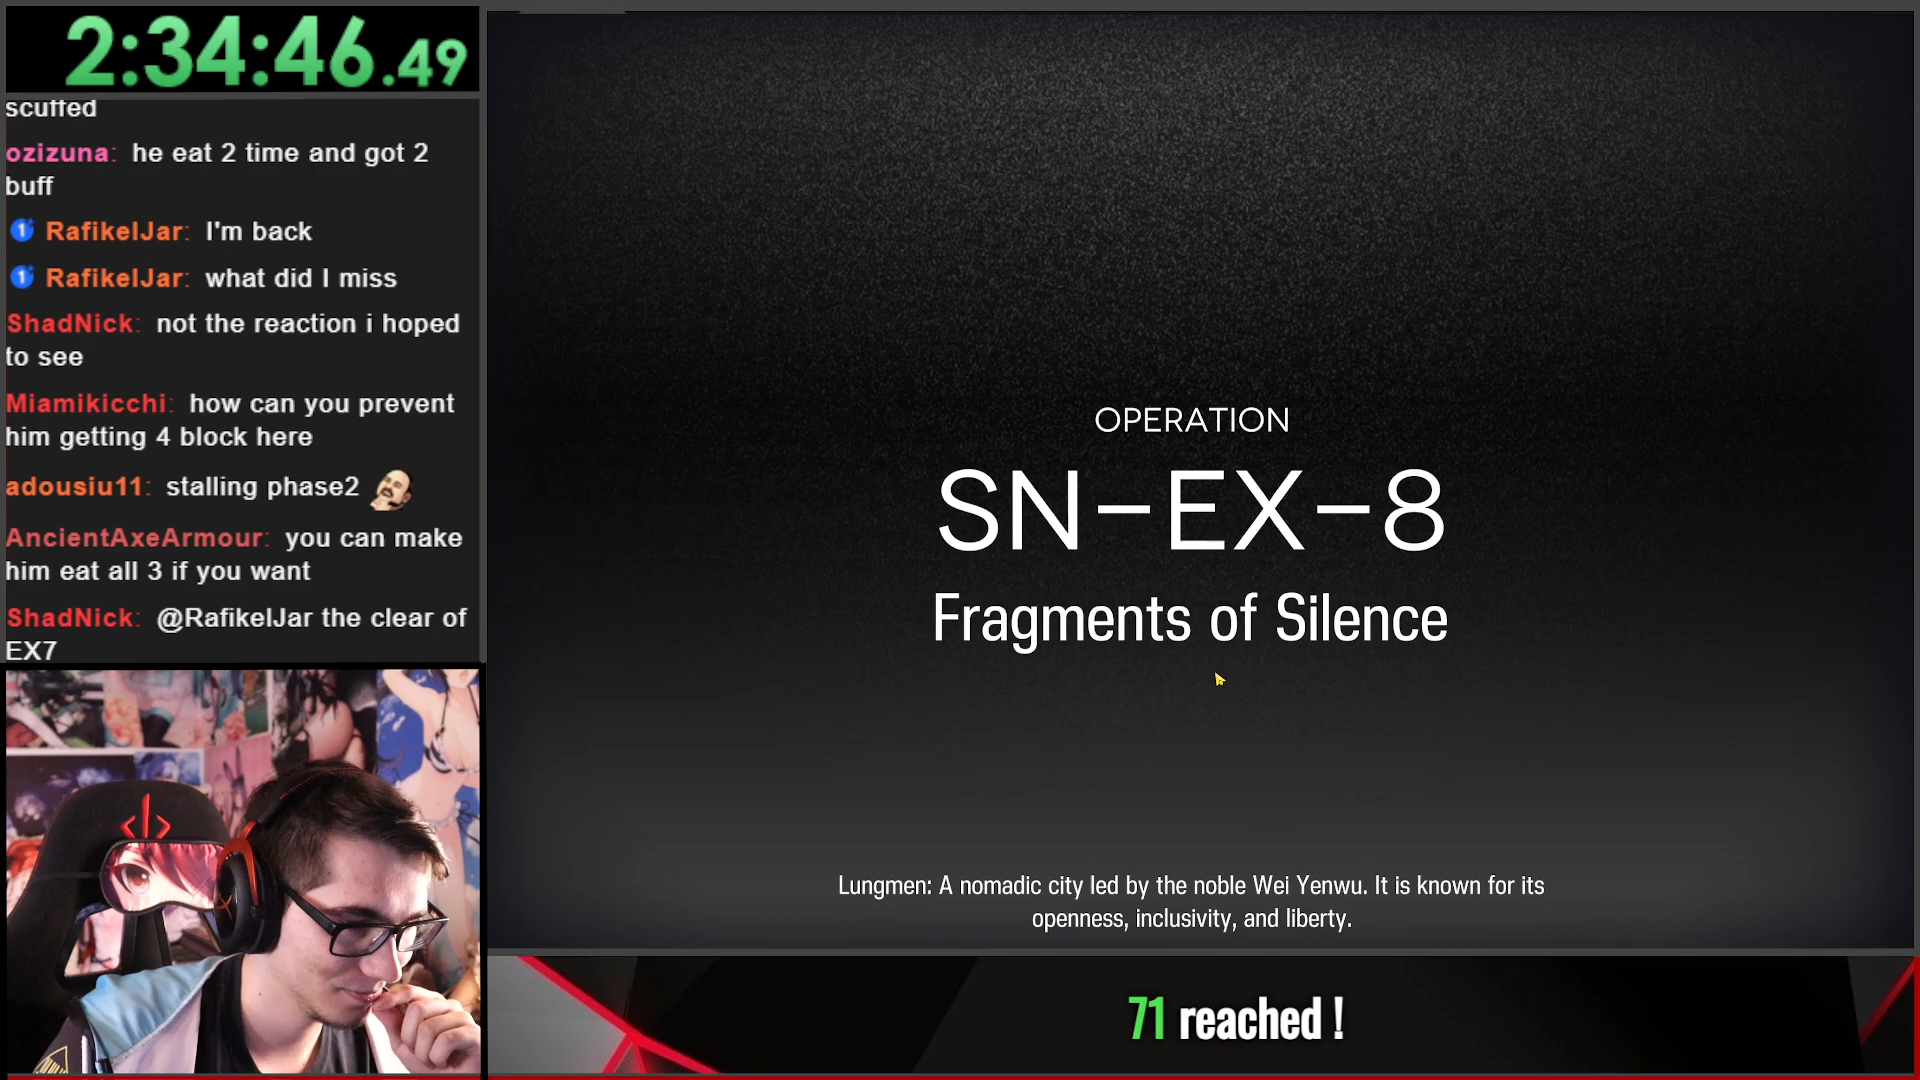 2:34:46.49
scuffed
ozizuna: he eat 2 time and got 2
buff
1 RafikelJar: I'm back
1 RafikelJar: what did I miss
ShadNick: not the reaction i hoped
to see
Miamikicchi: how can you prevent
him getting 4 block here
adousiu11: stalling phase2
AncientAxeArmour: you can make
him eat all 3 if you want
ShadNick: @RafikelJar the clear of
EX7
OPERATION
SN-EX-8
Fragments of Silence
Lungmen: A nomadic city led by the noble Wei Yenwu. It is known for its
openness, inclusivity, and liberty.
71 reached !